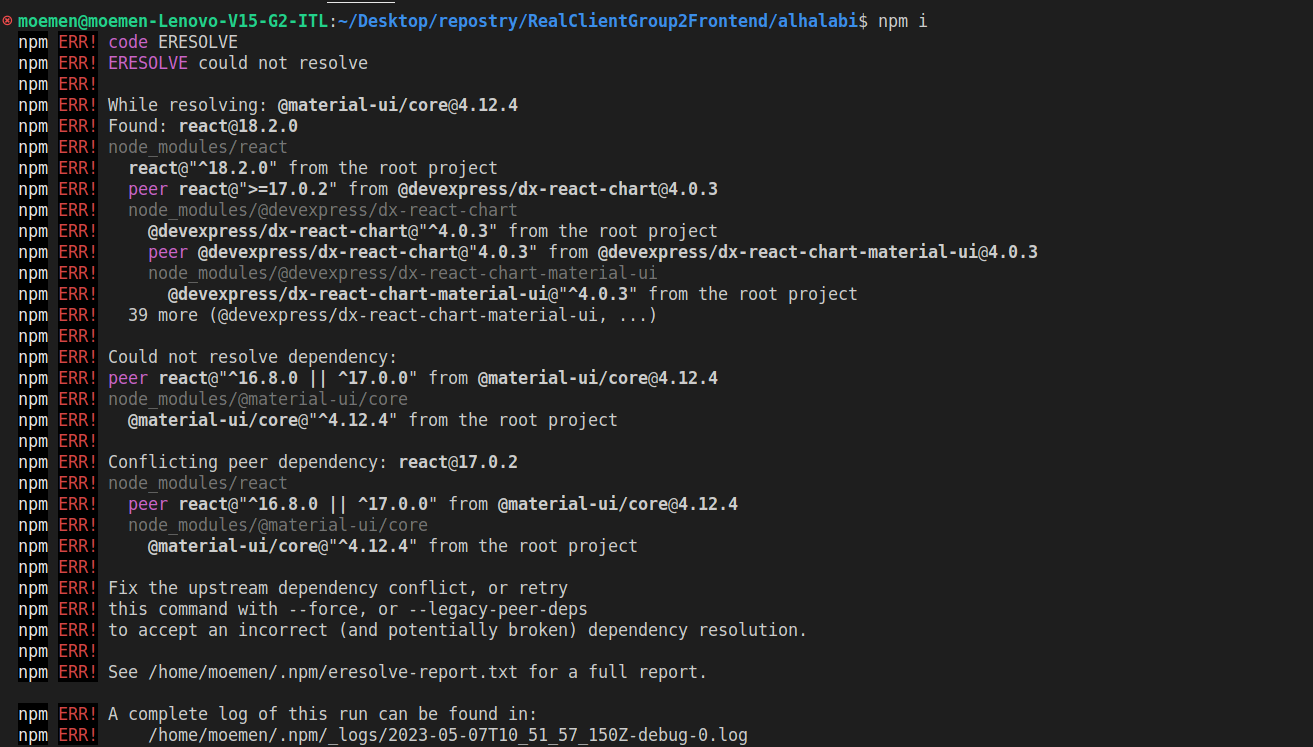 moemen@moemen-Lenovo-V15-G2-ITL:~/Desktop/repostry/RealClientGroup2Frontend/alhalabi$ npm i
npm ERR! code ERESOLVE
npm ERR! ERESOLVE could not resolve
npm ERR!
npm ERR! While resolving: @material-ui/core@4.12.4
npm ERR! Found: react@18.2.0
npm ERR! node_modules/react
npm ERR!   react@"^18.2.0" from the root project
npm ERR!   peer react@">=17.0.2" from @devexpress/dx-react-chart@4.0.3
npm ERR!   node_modules/@devexpress/dx-react-chart
npm ERR!     @devexpress/dx-react-chart@"^4.0.3" from the root project
npm ERR!     peer @devexpress/dx-react-chart@"4.0.3" from @devexpress/dx-react-chart-material-ui@4.0.3
npm ERR!     node_modules/@devexpress/dx-react-chart-material-ui
npm ERR!       @devexpress/dx-react-chart-material-ui@"^4.0.3" from the root project
npm ERR!   39 more (@devexpress/dx-react-chart-material-ui, ...)
npm ERR!
npm ERR! Could not resolve dependency:
npm ERR! peer react@"^16.8.0 || ^17.0.0" from @material-ui/core@4.12.4
npm ERR! node_modules/@material-ui/core
npm ERR!   @material-ui/core@"^4.12.4" from the root project
npm ERR!
npm ERR! Conflicting peer dependency: react@17.0.2
npm ERR! node_modules/react
npm ERR!   peer react@"^16.8.0 || ^17.0.0" from @material-ui/core@4.12.4
npm ERR!   node_modules/@material-ui/core
npm ERR!     @material-ui/core@"^4.12.4" from the root project
npm ERR!
npm ERR! Fix the upstream dependency conflict, or retry
npm ERR! this command with --force, or --legacy-peer-deps
npm ERR! to accept an incorrect (and potentially broken) dependency resolution.
npm ERR!
npm ERR! See /home/moemen/.npm/eresolve-report.txt for a full report.
npm ERR! A complete log of this run can be found in:
npm ERR!     /home/moemen/.npm/_logs/2023-05-07T10_51_57_150Z-debug-0.log